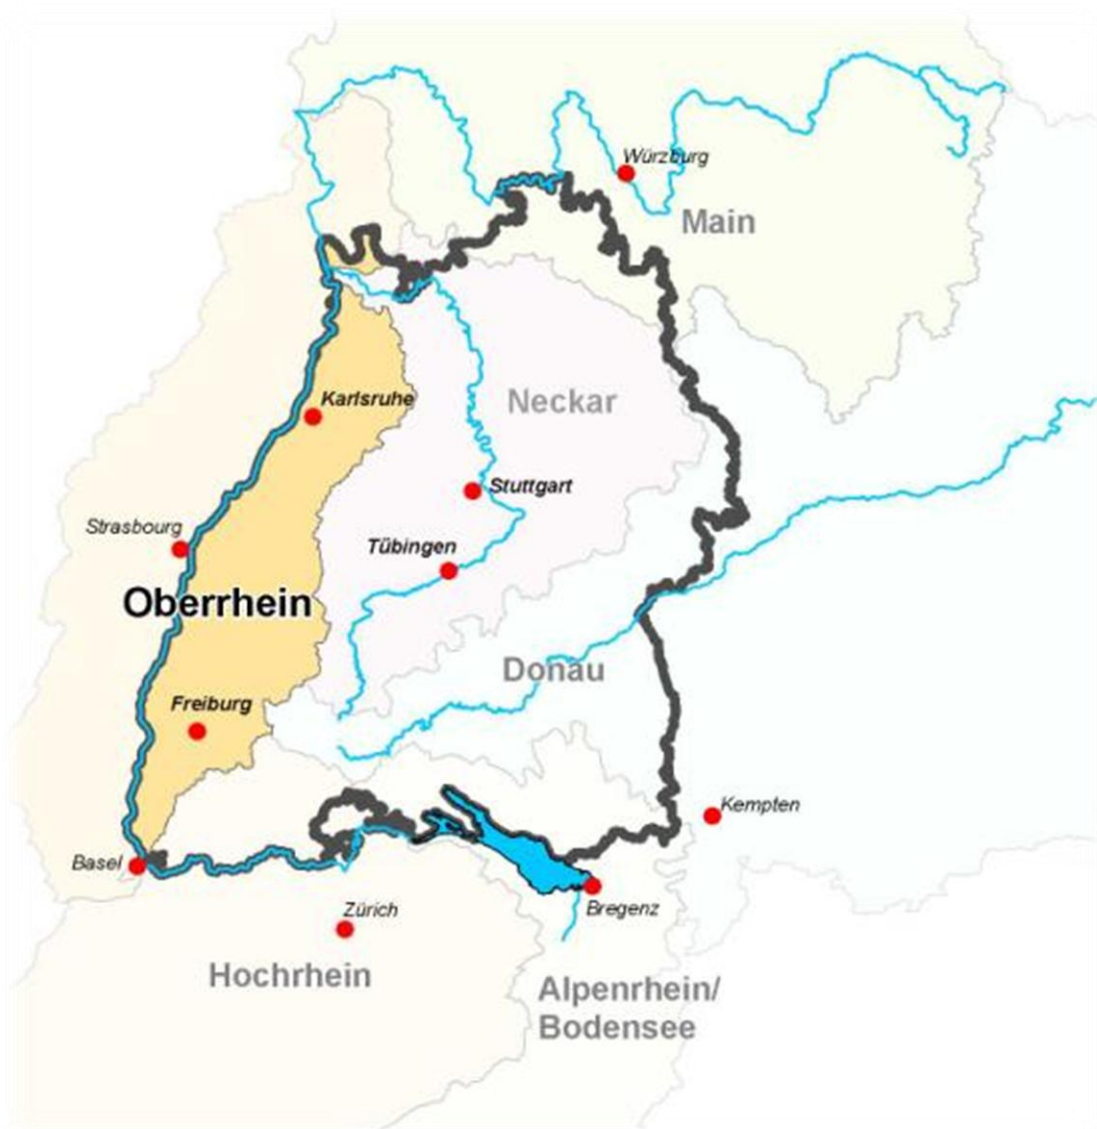 Würzburg
Main
Karlsruhe
Neckar
Stuttgart
Strasbourg
Tübingen
Oberrhein
Donau
Freiburg
Kempten
Basel
Zürich
Bregenz
Hochrhein
Alpenrhein/
Bodensee